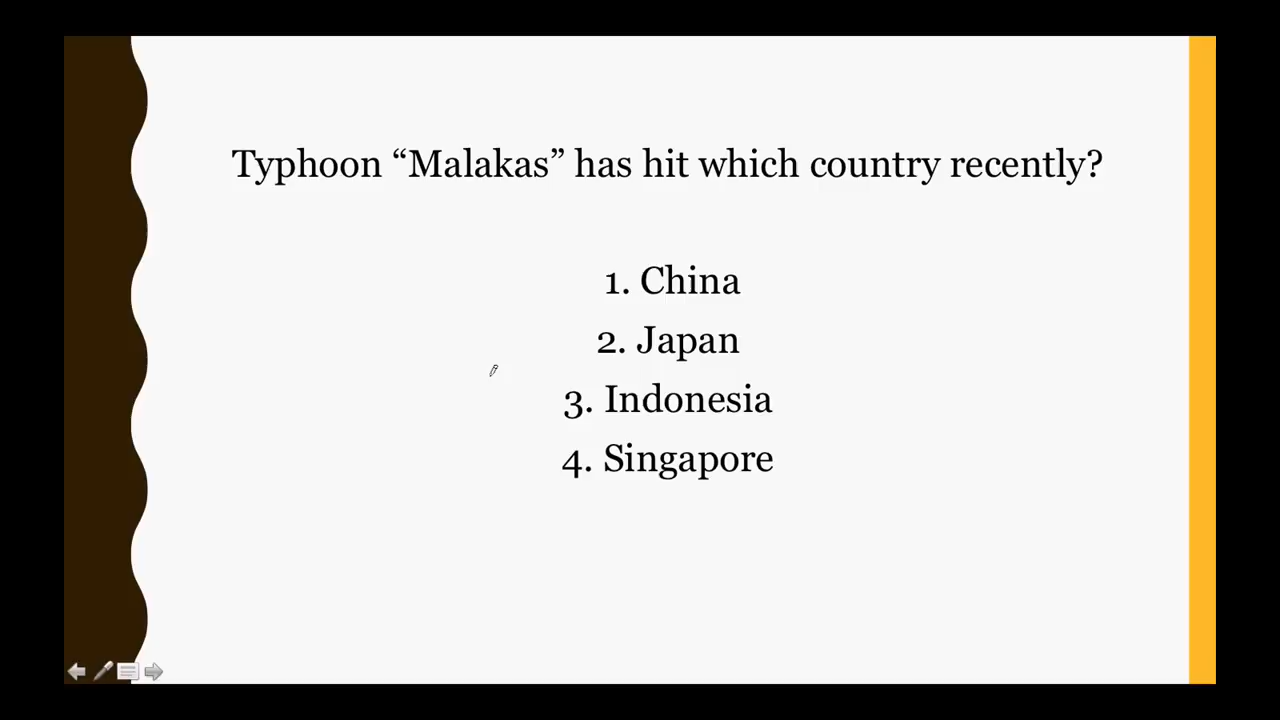 Typhoon “Malakas” has hit which country recently?
1. China
2. Japan
3. Indonesia
4. Singapore